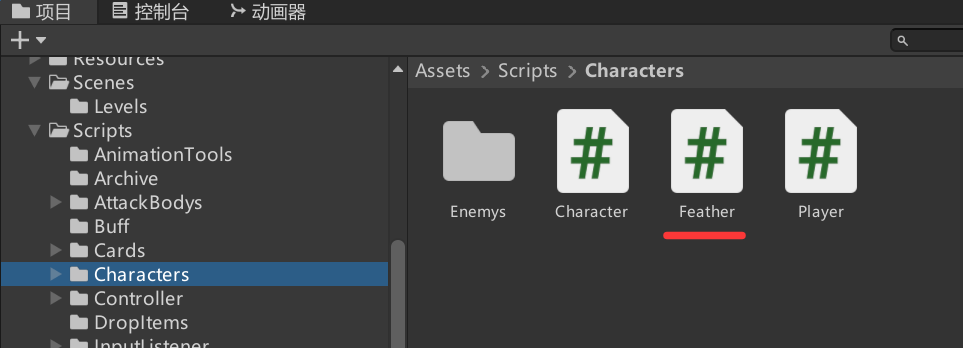 项目 控制台 动画器
Resources
Scenes
Levels
Scripts
AnimationTools
Archive
AttackBodys
Buff
Cards
Characters
Controller
DropItems
InputListener
Assets > Scripts > Characters
Enemys Character Feather Player